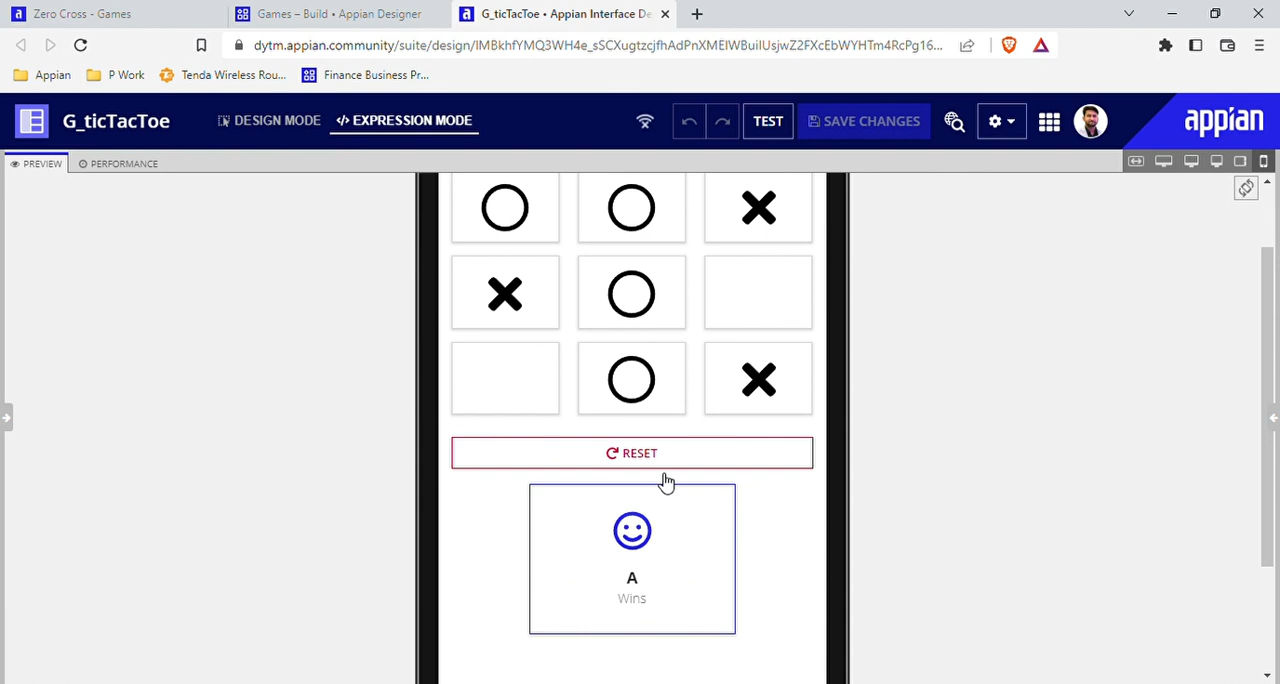 Zero Cross - Games
Games – Build • Appian Designer
G_ticTacToe • Appian Interface De
dytm.appian.community/suite/design/IMBkhfYMQ3WH4e_sSCXugtzcjfhAdPnXMEIWBuilUsjwZ2FXcEbWYHTm4RcPg16...
Appian
P Work
Tenda Wireless Rou...
Finance Business Pr...
G_ticTacToe
DESIGN MODE
EXPRESSION MODE
TEST
SAVE CHANGES
appian
PREVIEW
PERFORMANCE
RESET
A
Wins